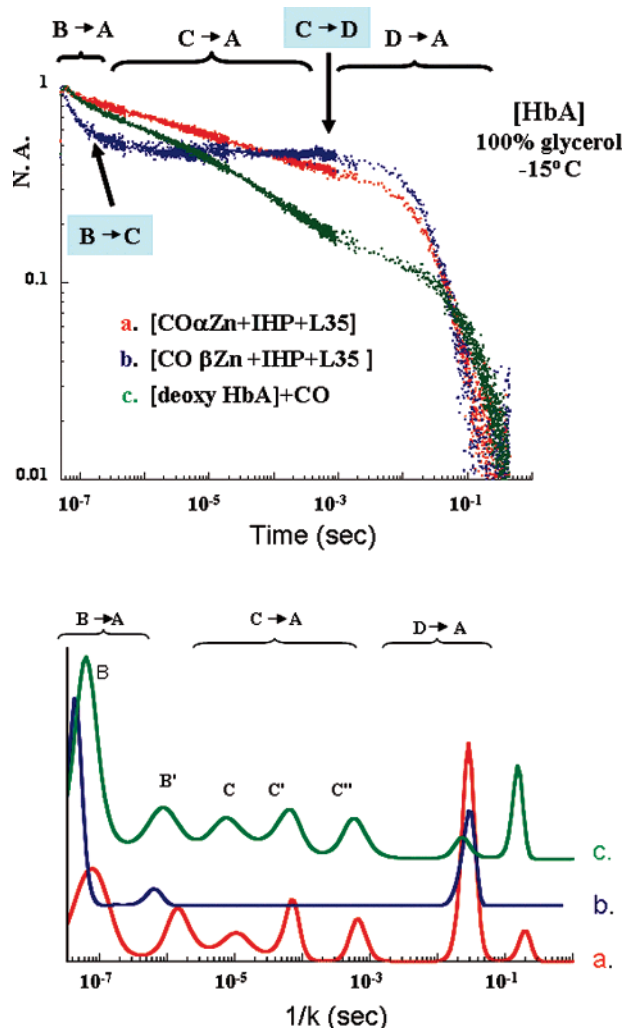 B → A
C → A
C → D
D → A
[HbA]
100% glycerol
-15° C
1
0.1
0.01
N. A.
B → C
a. [COαZn+IHP+L35]
b. [CO βZn +IHP+L35 ]
c. [deoxy HbA]+CO
10⁻⁷ 10⁻⁵ 10⁻³ 10⁻¹
Time (sec)
B → A
C → A
D → A
B
B'
C
C'
C"
c.
b.
a.
10⁻⁷ 10⁻⁵ 10⁻³ 10⁻¹
1/k (sec)